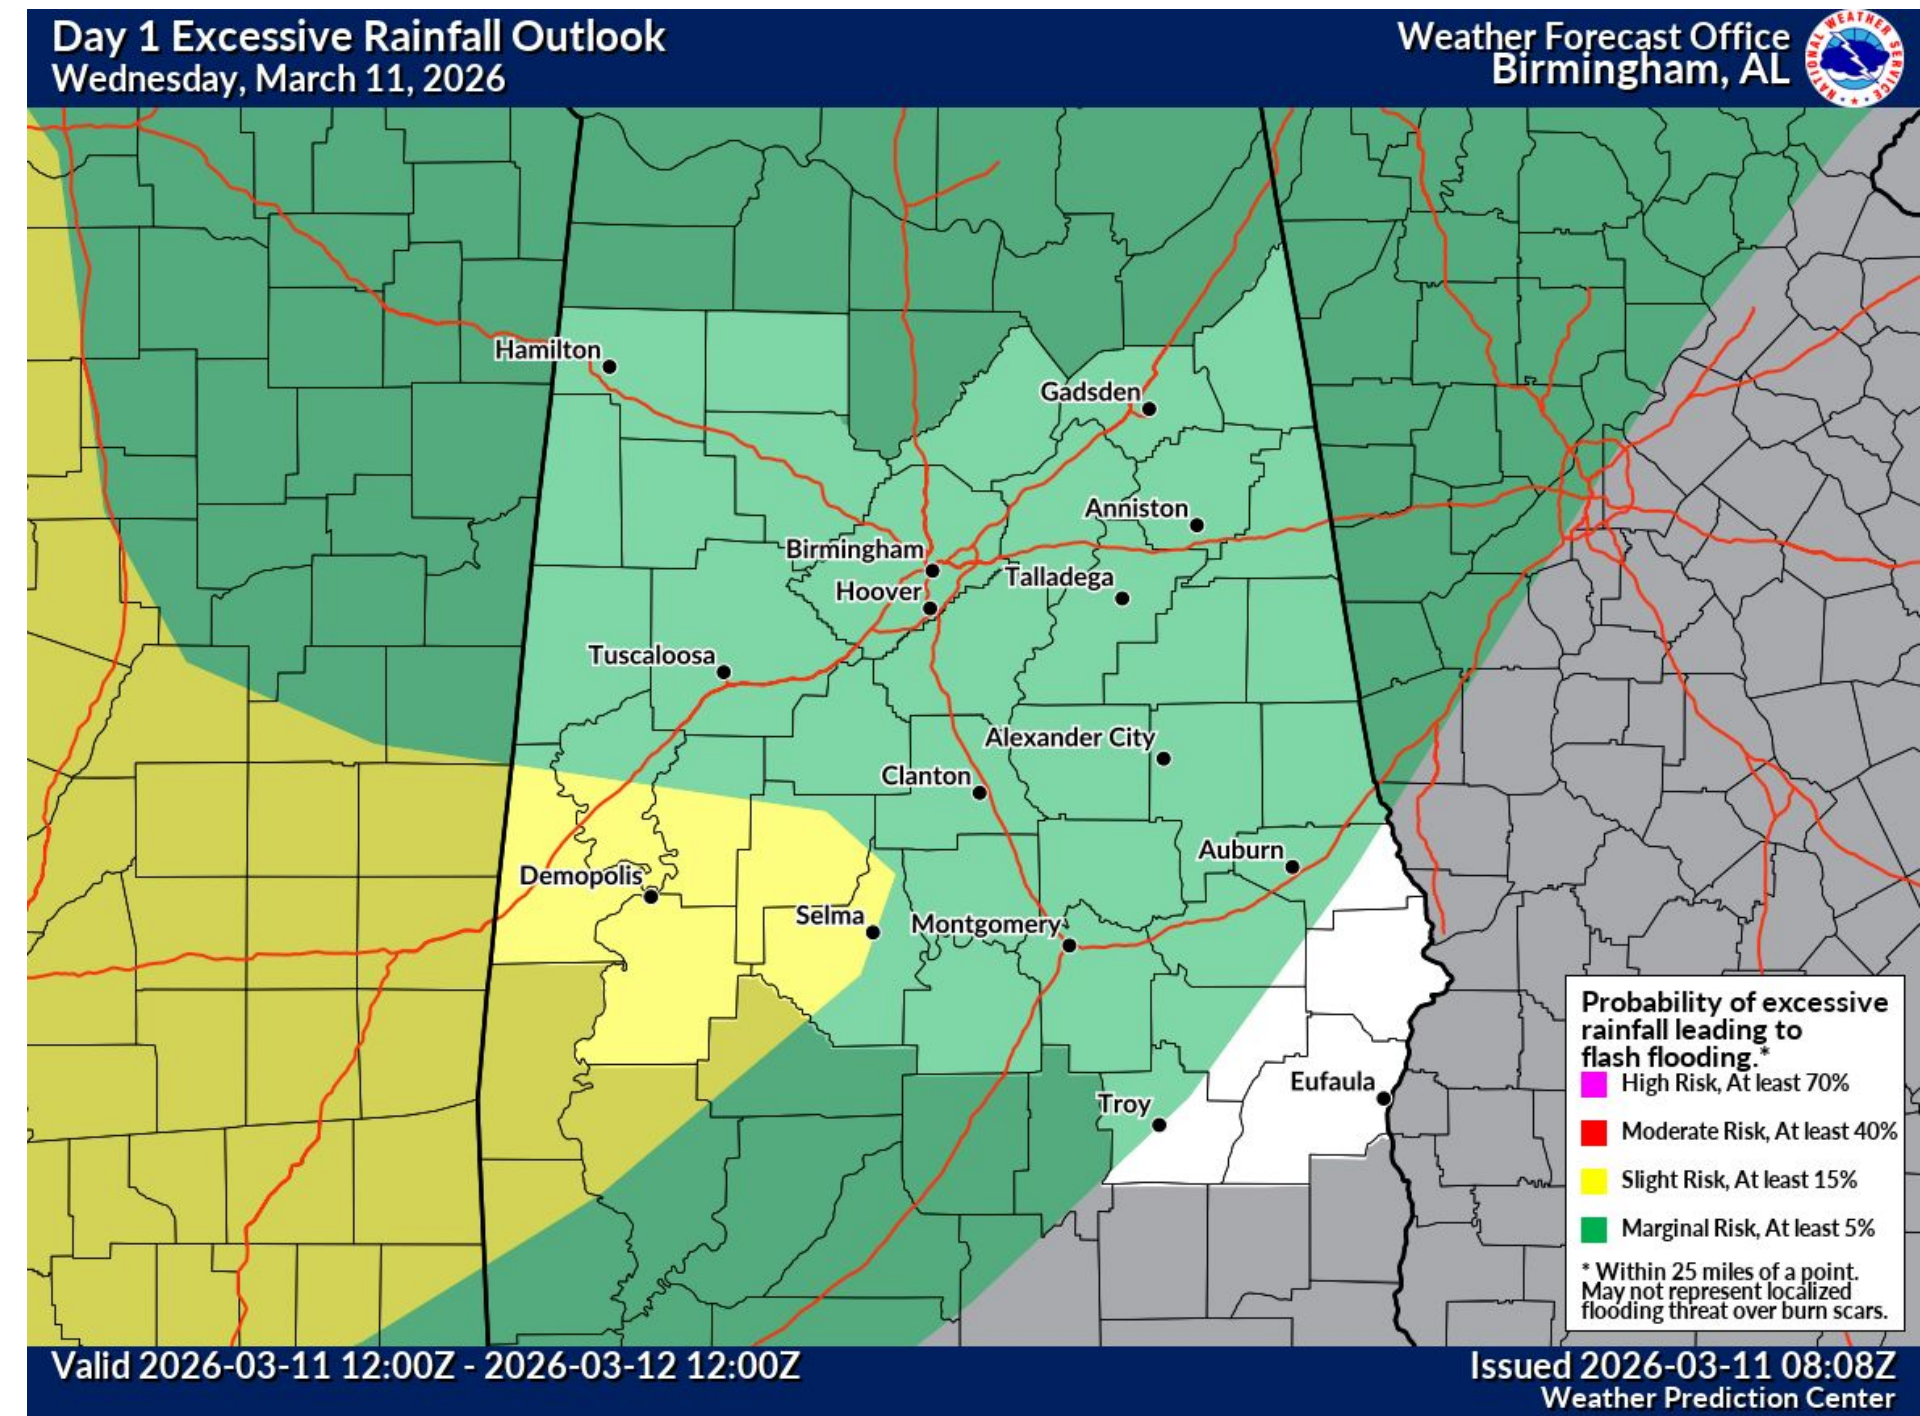 Day 1 Excessive Rainfall Outlook
Wednesday, March 11, 2026
Weather Forecast Office
Birmingham, AL
NATIONAL WEATHER SERVICE
Hamilton
Gadsden
Anniston
Birmingham
Talladega
Hoover
Tuscaloosa
Alexander City
Clanton
Auburn
Demopolis
Selma
Montgomery
Eufaula
Troy
Probability of excessive
rainfall leading to
flash flooding.*
High Risk, At least 70%
Moderate Risk, At least 40%
Slight Risk, At least 15%
Marginal Risk, At least 5%
* Within 25 miles of a point.
May not represent localized
flooding threat over burn scars.
Valid 2026-03-11 12:00Z - 2026-03-12 12:00Z
Issued 2026-03-11 08:08Z
Weather Prediction Center